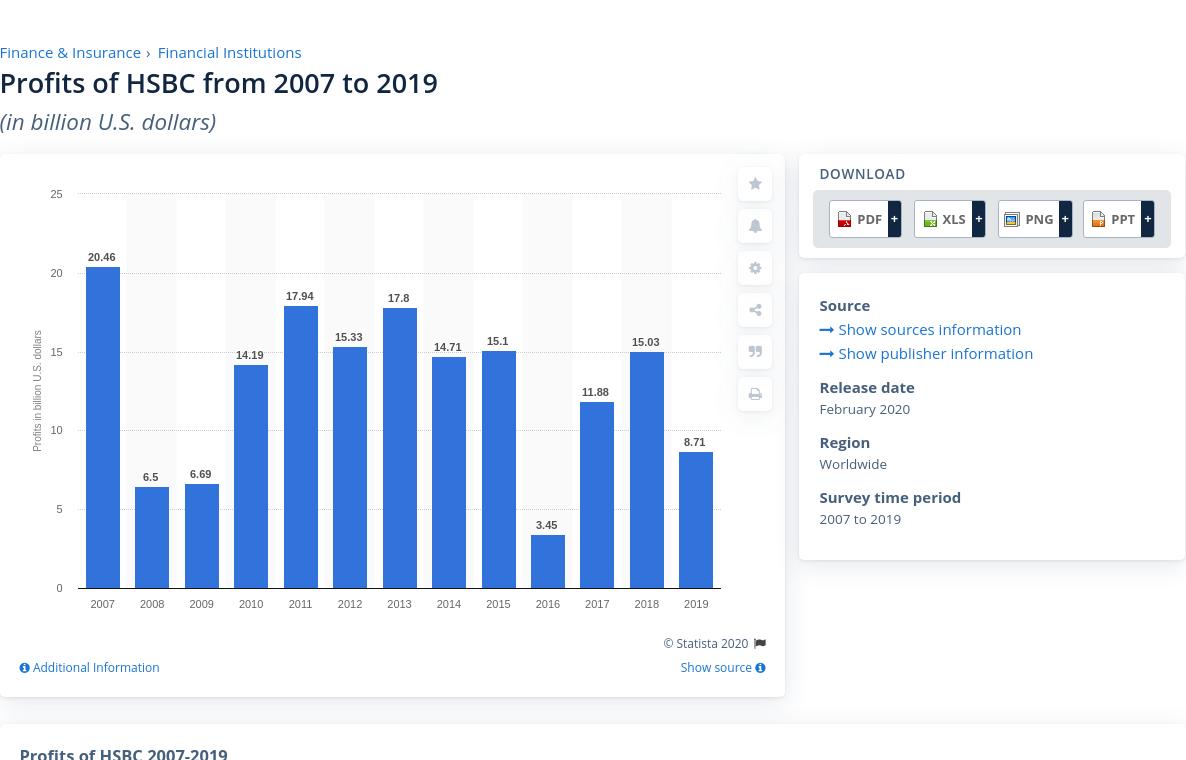 Finance & Insurance › Financial Institutions
Profits of HSBC from 2007 to 2019
(in billion U.S. dollars)
DOWNLOAD
PDF + XLS + PNG + PPT +
Source
Show sources information
Show publisher information
Release date
February 2020
Region
Worldwide
Survey time period
2007 to 2019
Profits in billion U.S. dollars
25
20
15
10
5
0
20.46
6.5
6.69
14.19
17.94
15.33
17.8
14.71
15.1
3.45
11.88
15.03
8.71
2007 2008 2009 2010 2011 2012 2013 2014 2015 2016 2017 2018 2019
© Statista 2020
Additional Information
Show source
Profits of HSBC 2007-2019